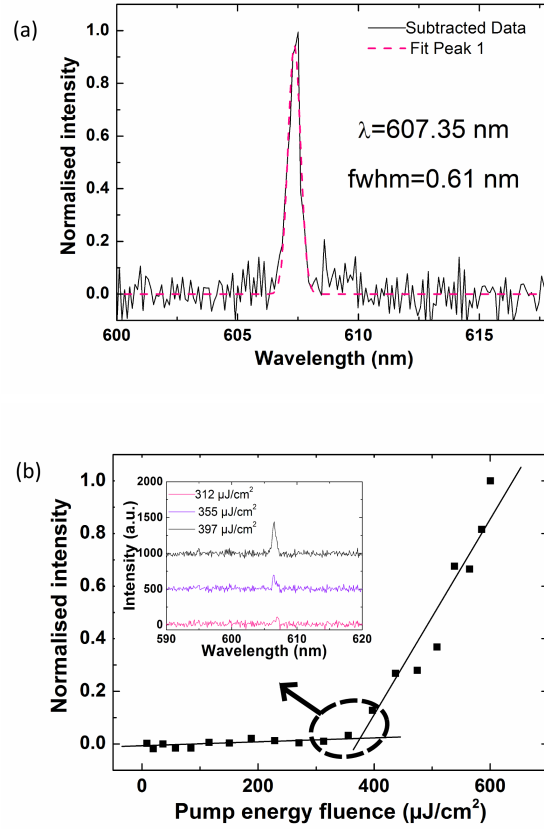 (a)
Subtracted Data
Fit Peak 1
λ=607.35 nm
fwhm=0.61 nm
Normalised intensity
1.0
0.8
0.6
0.4
0.2
0.0
600 605 610 615
Wavelength (nm)
(b)
Normalised intensity
1.0
0.8
0.6
0.4
0.2
0.0
2000
1500
1000
500
0
Intensity (a.u.)
312 µJ/cm²
355 µJ/cm²
397 µJ/cm²
590 600 610 620
Wavelength (nm)
0 100 200 300 400 500 600
Pump energy fluence (µJ/cm²)